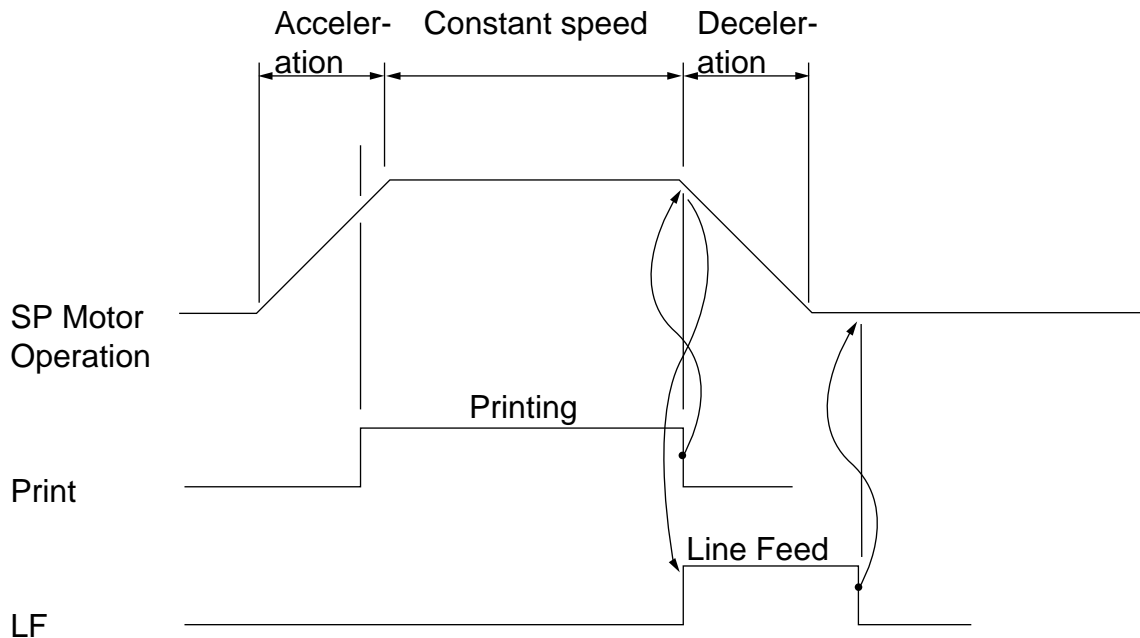 Acceler-
ation
Constant speed
Deceler-
ation
SP Motor
Operation
Printing
Print
Line Feed
LF